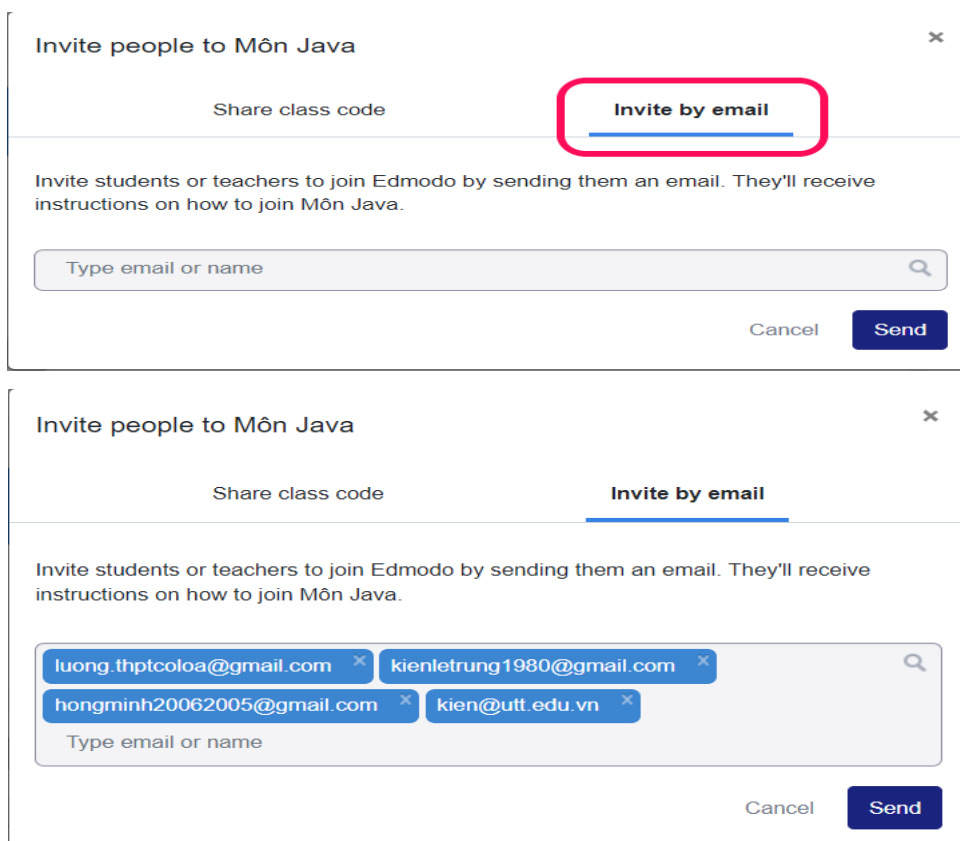 Invite people to Môn Java ×
Share class code Invite by email
Invite students or teachers to join Edmodo by sending them an email. They'll receive
instructions on how to join Môn Java.
Type email or name
Cancel Send
Invite people to Môn Java ×
Share class code Invite by email
Invite students or teachers to join Edmodo by sending them an email. They'll receive
instructions on how to join Môn Java.
luong.thptcoloa@gmail.com × kienletrung1980@gmail.com ×
hongminh20062005@gmail.com × kien@utt.edu.vn ×
Type email or name
Cancel Send